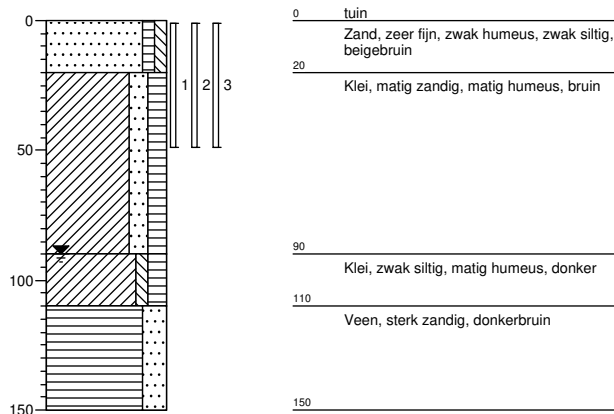 0
50
100
150
1 2 3
0 tuin
Zand, zeer fijn, zwak humeus, zwak siltig,
beigebruin
20
Klei, matig zandig, matig humeus, bruin
90
Klei, zwak siltig, matig humeus, donker
110
Veen, sterk zandig, donkerbruin
150